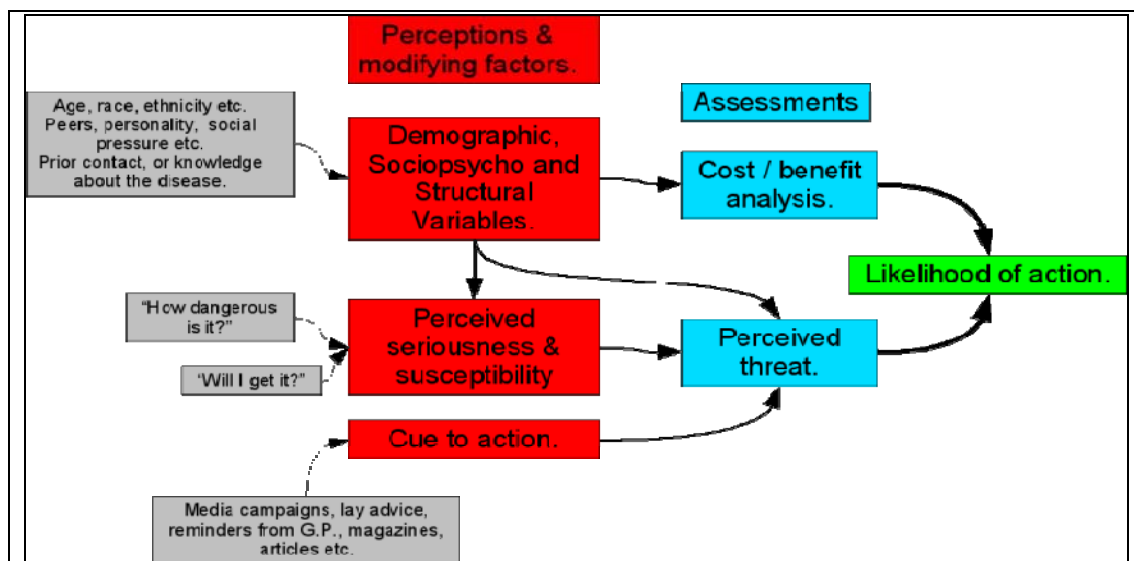 Perceptions &
modifying factors.
Assessments
Age, race, ethnicity etc.
Peers, personality, social
pressure etc.
Prior contact, or knowledge
about the disease.
Demographic,
Sociopsycho and
Structural
Variables.
Cost / benefit
analysis.
Likelihood of action.
“How dangerous
is it?”
“Will I get it?”
Perceived
seriousness &
susceptibility
Perceived
threat.
Cue to action.
Media campaigns, lay advice,
reminders from G.P., magazines,
articles etc.